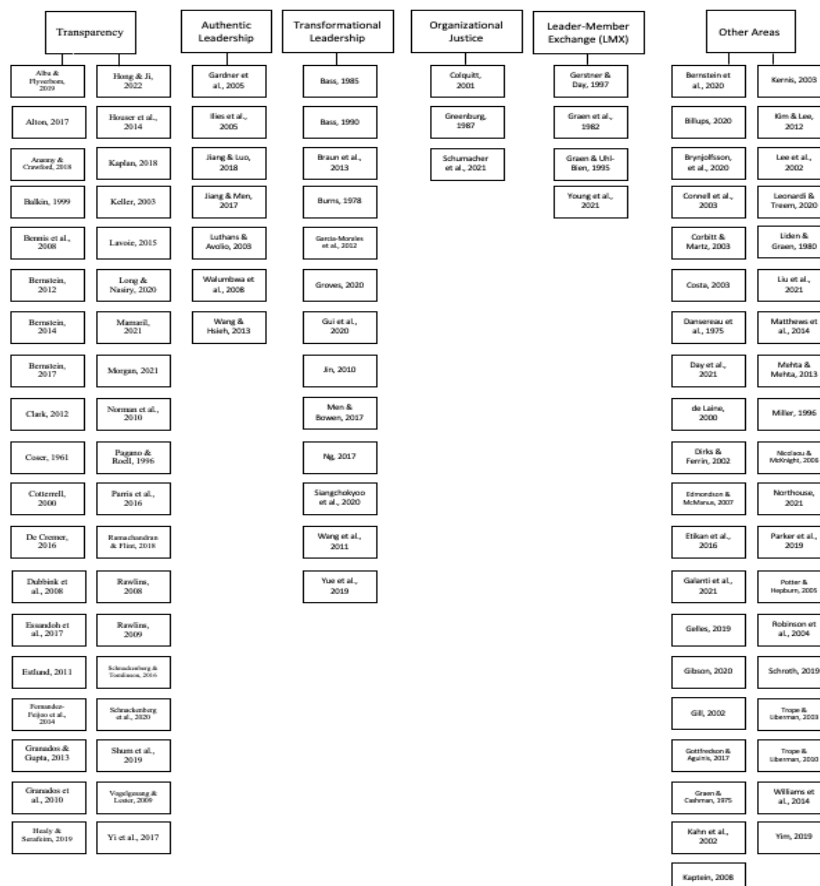 Transparency
Authentic
Leadership
Transformational
Leadership
Organizational
Justice
Leader-Member
Exchange (LMX)
Other Areas
Albu &
Flyverbom,
2019
Alton, 2017
Ananny &
Crawford, 2018
Balkin, 1999
Bennis et al.,
2008
Bernstein,
2012
Bernstein,
2014
Bernstein,
2017
Clark, 2012
Coser, 1961
Cotterrell,
2000
De Cremer,
2016
Dubbink et
al., 2008
Essandoh et
al., 2017
Estlund, 2011
Fernandez-
Feijoo et al.,
2014
Granados &
Gupta, 2013
Granados et
al., 2010
Healy &
Serafeim, 2019
Hong & Ji,
2022
Houser et al.,
2014
Kaplan, 2018
Keller, 2003
Lavoie, 2015
Long &
Nasiry, 2020
Mamaril,
2021
Morgan, 2021
Norman et al.,
2010
Pagano &
Roell, 1996
Parris et al.,
2016
Ramachandran
& Flint, 2018
Rawlins,
2008
Rawlins,
2009
Schnackenberg &
Tomlinson, 2016
Schnackenberg
et al., 2020
Shum et al.,
2019
Vogelgesang &
Lester, 2009
Yi et al., 2017
Gardner et
al., 2005
Ilies et al.,
2005
Jiang & Luo,
2018
Jiang & Men,
2017
Luthans &
Avolio, 2003
Walumbwa et
al., 2008
Wang &
Hsieh, 2013
Bass, 1985
Bass, 1990
Braun et al.,
2013
Burns, 1978
Garcia-Morales
et al., 2012
Groves, 2020
Gui et al.,
2020
Jin, 2010
Men &
Bowen, 2017
Ng, 2017
Siangchokyoo
et al., 2020
Wang et al.,
2011
Yue et al.,
2019
Colquitt,
2001
Greenburg,
1987
Schumacher
et al., 2021
Gerstner &
Day, 1997
Graen et al.,
1982
Graen & Uhl-
Bien, 1995
Young et al.,
2021
Bernstein et
al., 2020
Billups, 2020
Brynjolfsson,
et al., 2020
Connell et al.,
2003
Corbitt &
Martz, 2003
Costa, 2003
Dansereau et
al., 1975
Day et al.,
2021
de Laine,
2000
Dirks &
Ferrin, 2002
Edmondson &
McManus, 2007
Etikan et al.,
2016
Galanti et al.,
2021
Gelles, 2019
Gibson, 2020
Gill, 2002
Gottfredson &
Aguinis, 2017
Graen &
Cashman, 1975
Kahn et al.,
2002
Kaptein, 2008
Kernis, 2003
Kim & Lee,
2012
Lee et al.,
2002
Leonardi &
Treem, 2020
Liden &
Graen, 1980
Liu et al.,
2021
Matthews et
al., 2014
Mehta &
Mehta, 2013
Miller, 1996
Nicolaou &
McKnight, 2006
Northouse,
2021
Parker et al.,
2019
Potter &
Hepburn, 2005
Robinson et
al., 2004
Schroth, 2019
Trope &
Liberman, 2003
Trope &
Liberman, 2010
Williams et
al., 2014
Yim, 2019